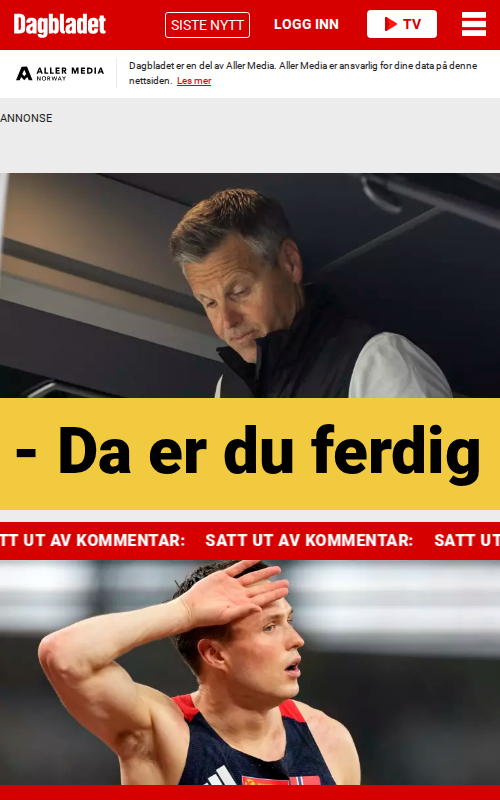 Dagbladet
SISTE NYTT
LOGG INN
TV
ALLER MEDIA
NORWAY
Dagbladet er en del av Aller Media. Aller Media er ansvarlig for dine data på denne
nettsiden. Les mer
ANNONSE
- Da er du ferdig
TT UT AV KOMMENTAR: SATT UT AV KOMMENTAR: SATT UT